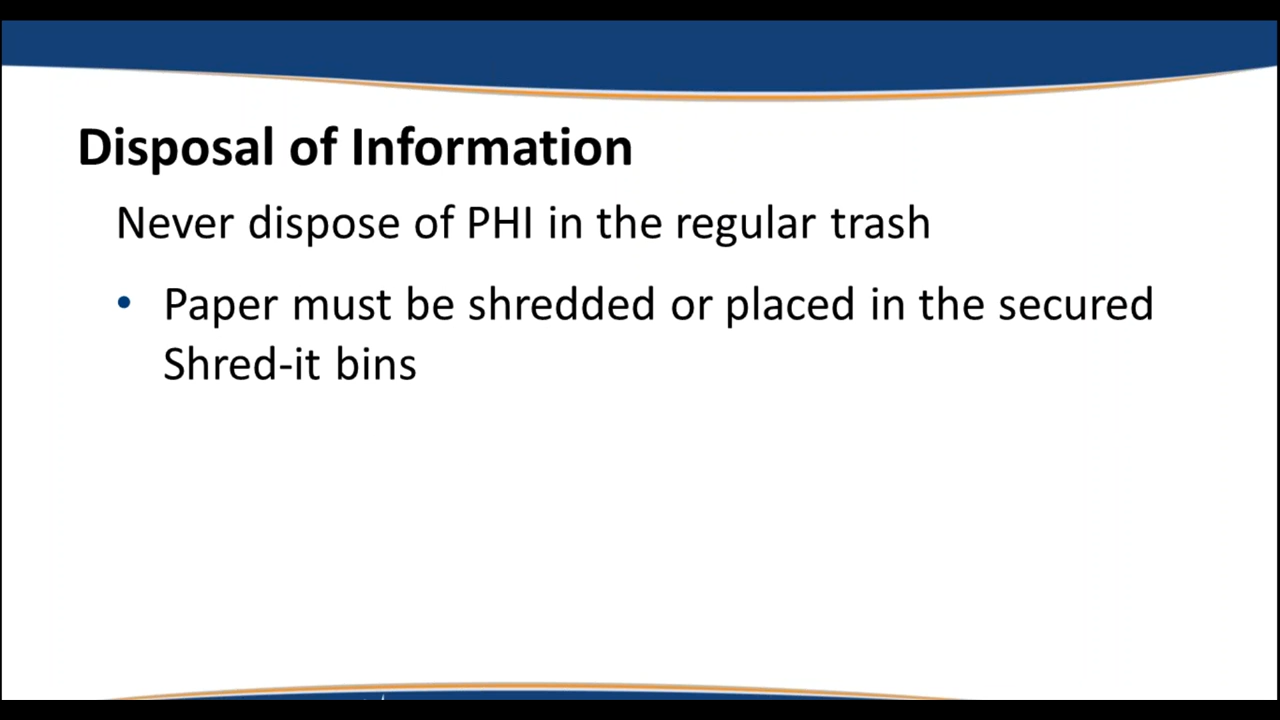 Disposal of Information
Never dispose of PHI in the regular trash
• Paper must be shredded or placed in the secured
Shred-it bins